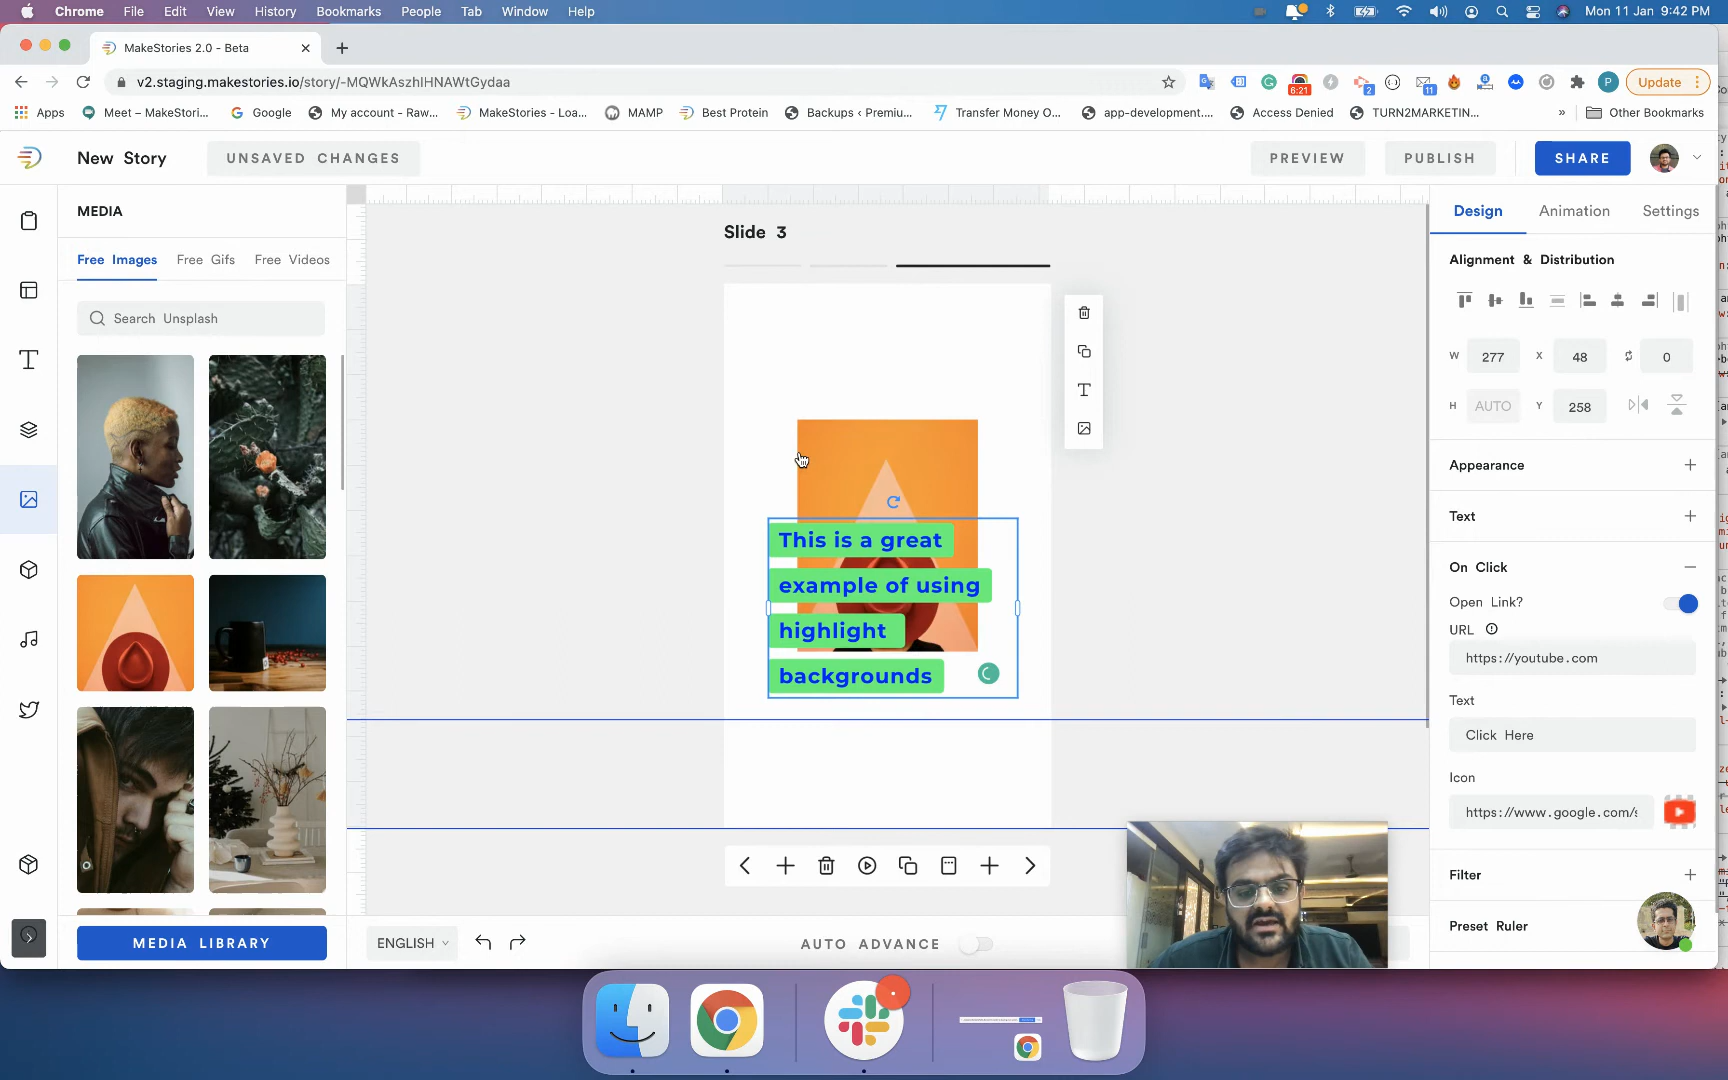 Chrome File Edit View History Bookmarks People Tab Window Help
Mon 11 Jan 9:42 PM
MakeStories 2.0 - Beta
v2.staging.makestories.io/story/-MQWkAszhIHNAWtGydaa
6:21
2
11
P
Update
Apps
Meet – MakeStori...
Google
My account - Raw...
MakeStories - Loa...
MAMP
Best Protein
Backups ‹ Premiu...
Transfer Money O...
app-development....
Access Denied
TURN2MARKETIN...
»
Other Bookmarks
New Story
UNSAVED CHANGES
PREVIEW
PUBLISH
SHARE
MEDIA
Free Images
Free Gifs
Free Videos
Search Unsplash
MEDIA LIBRARY
Slide 3
This is a great
example of using
highlight
backgrounds
ENGLISH
AUTO ADVANCE
Design
Animation
Settings
Alignment & Distribution
W 277 X 48 0
H AUTO Y 258
Appearance
Text
On Click
Open Link?
URL
https://youtube.com
Text
Click Here
Icon
https://www.google.com/s
Filter
Preset Ruler